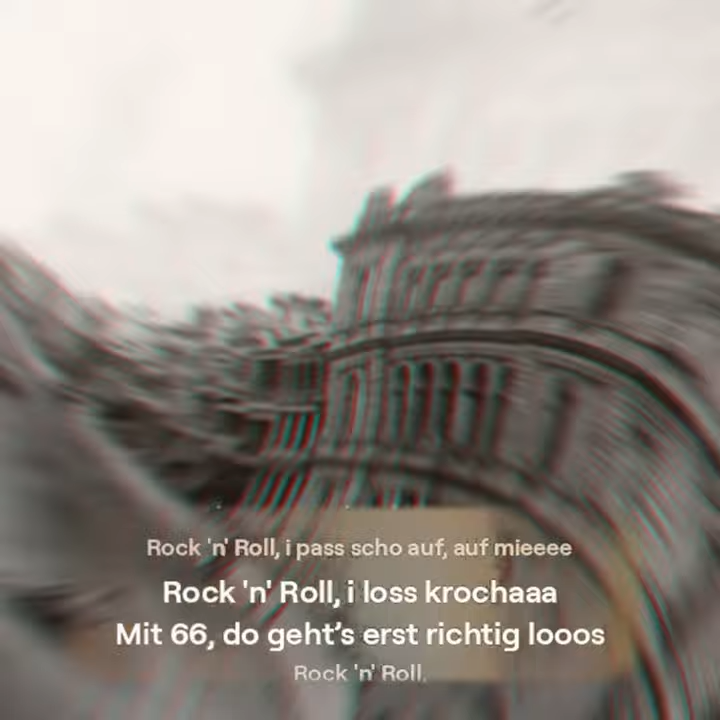 Rock 'n' Roll, i pass scho auf, auf mieeee
Rock 'n' Roll, i loss krochaaa
Mit 66, do geht's erst richtig looos
Rock 'n' Roll,